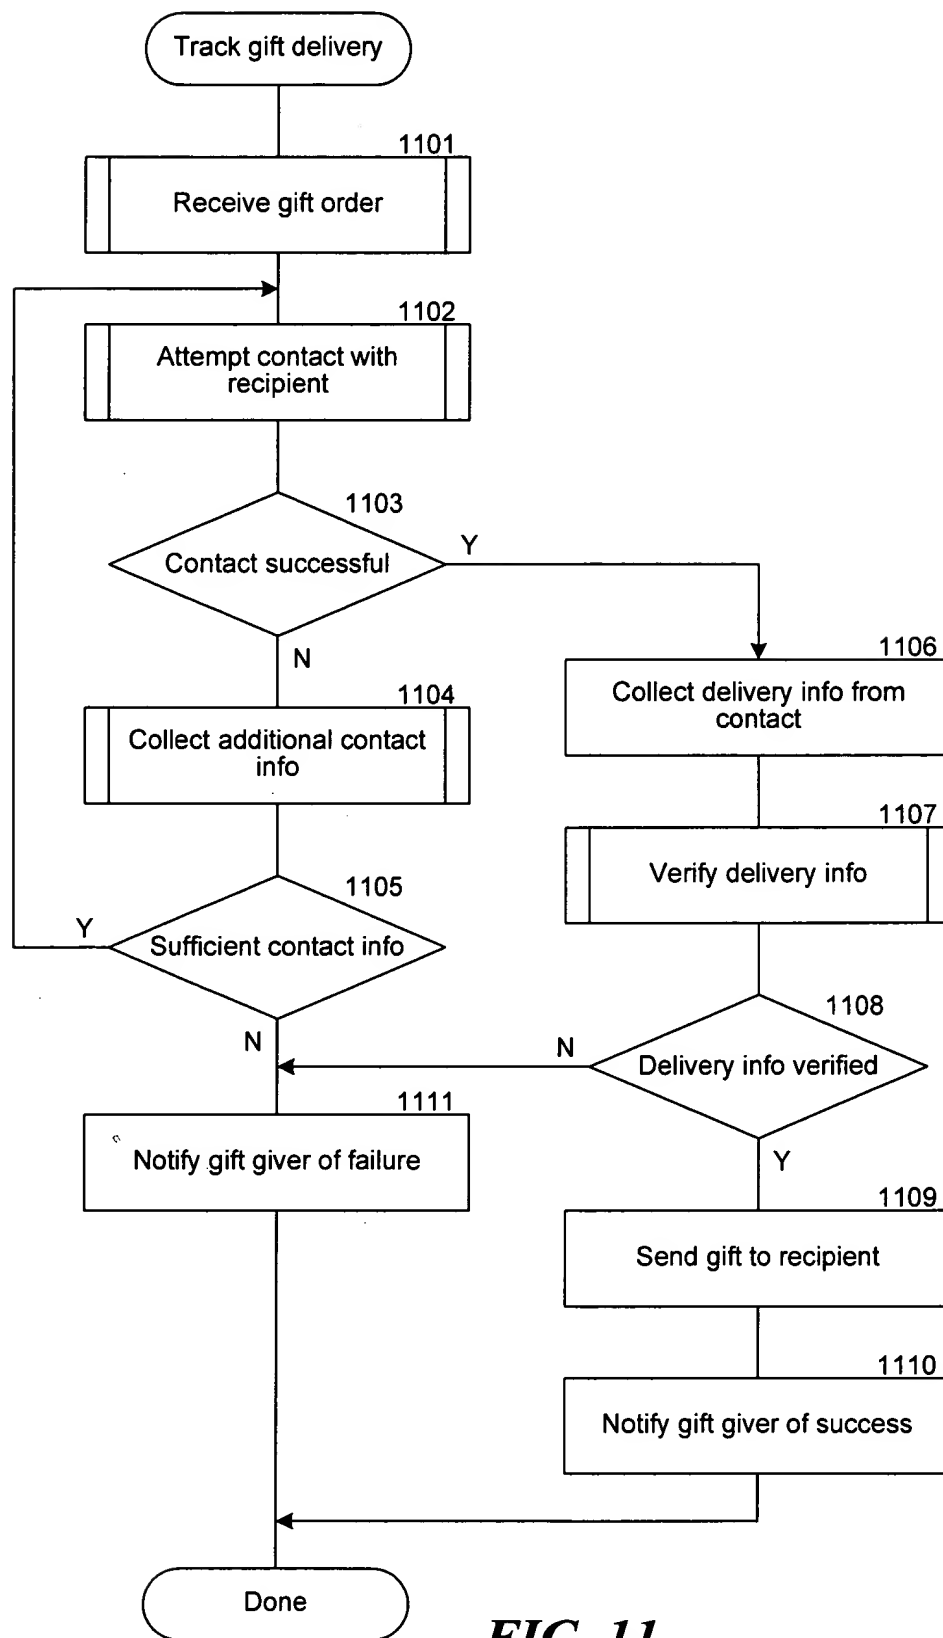 Track gift delivery
1101
Receive gift order
1102
Attempt contact with
recipient
1103
Contact successful
Y
N
1104
Collect additional contact
info
1105
Sufficient contact info
Y
N
1106
Collect delivery info from
contact
1107
Verify delivery info
1108
Delivery info verified
N
Y
1109
Send gift to recipient
1110
Notify gift giver of success
1111
Notify gift giver of failure
Done
FIG. 11